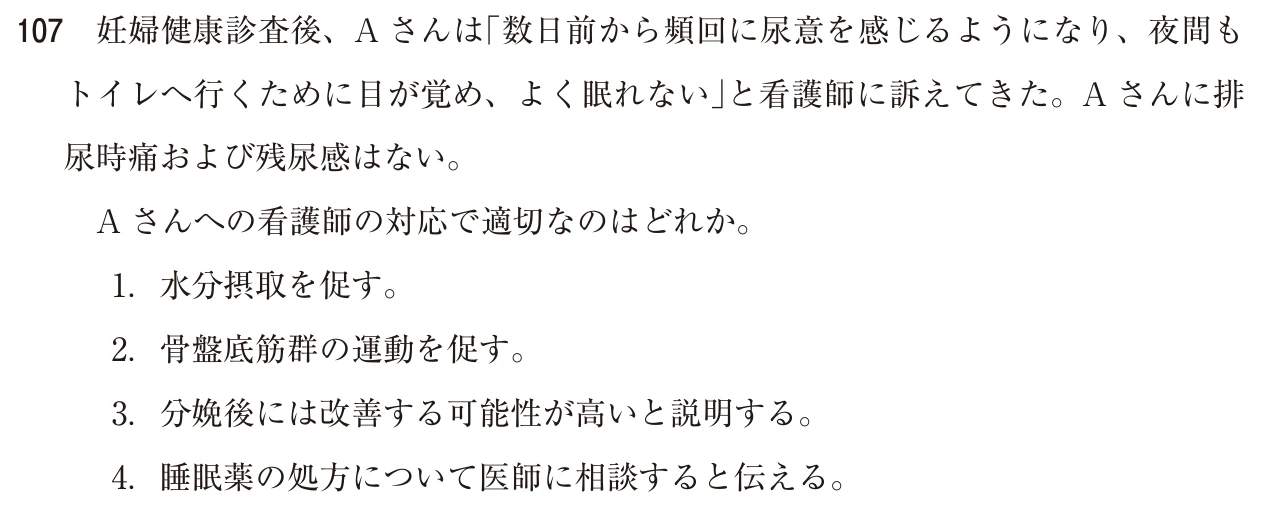 107 妊婦健康診査後、A さんは「数日前から頻回に尿意を感じるようになり、夜間も
トイレへ行くために目が覚め、よく眠れない」と看護師に訴えてきた。A さんに排
尿時痛および残尿感はない。
A さんへの看護師の対応で適切なのはどれか。
1. 水分摂取を促す。
2. 骨盤底筋群の運動を促す。
3. 分娩後には改善する可能性が高いと説明する。
4. 睡眠薬の処方について医師に相談すると伝える。